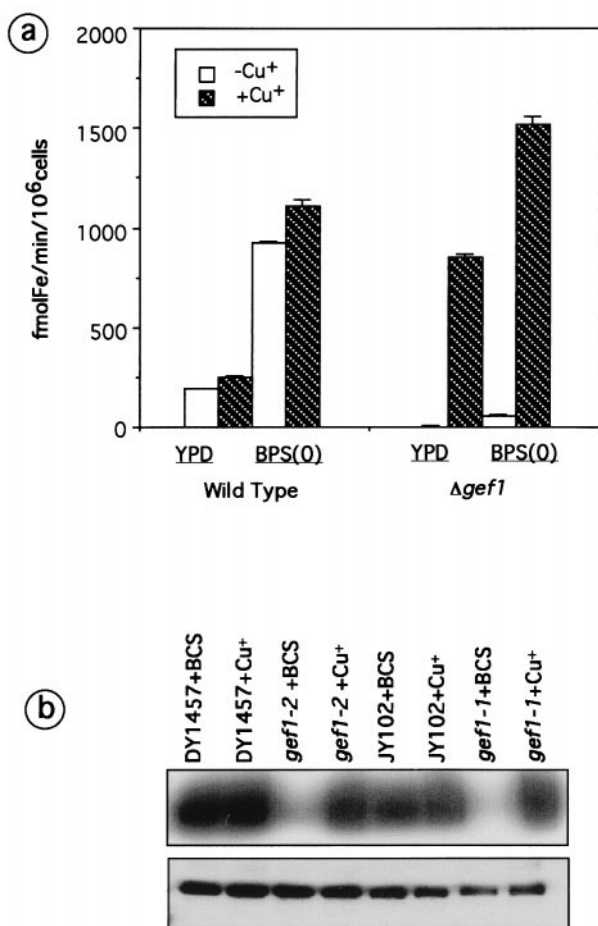 a
2000
1500
1000
500
0
fmolFe/min/10⁶cells
-Cu⁺
+Cu⁺
YPD BPS(0) YPD BPS(0)
Wild Type Δgef1
b
DY1457+BCS
DY1457+Cu⁺
gef1-2 +BCS
gef1-2 +Cu⁺
JY102+BCS
JY102+Cu⁺
gef1-1+BCS
gef1-1+Cu⁺